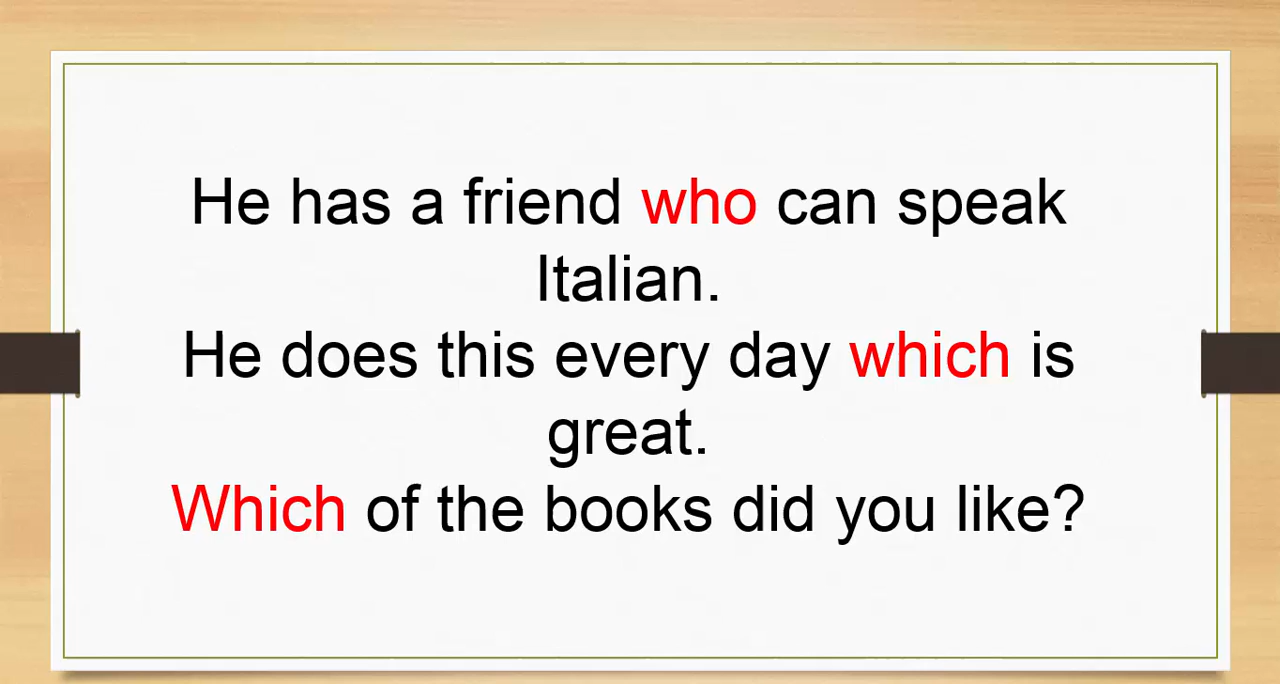 He has a friend who can speak
Italian.
He does this every day which is
great.
Which of the books did you like?